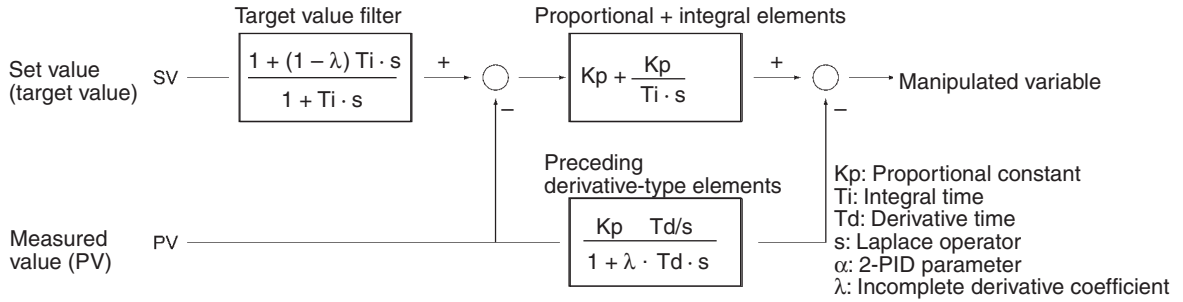 Target value filter
Proportional + integral elements
Set value
(target value)
SV
1 + (1 – λ) Ti · s
1 + Ti · s
+
–
Kp + Kp
Ti · s
+
–
Manipulated variable
Preceding
derivative-type elements
Measured
value (PV)
PV
Kp Td/s
1 + λ · Td · s
Kp: Proportional constant
Ti: Integral time
Td: Derivative time
s: Laplace operator
α: 2-PID parameter
λ: Incomplete derivative coefficient